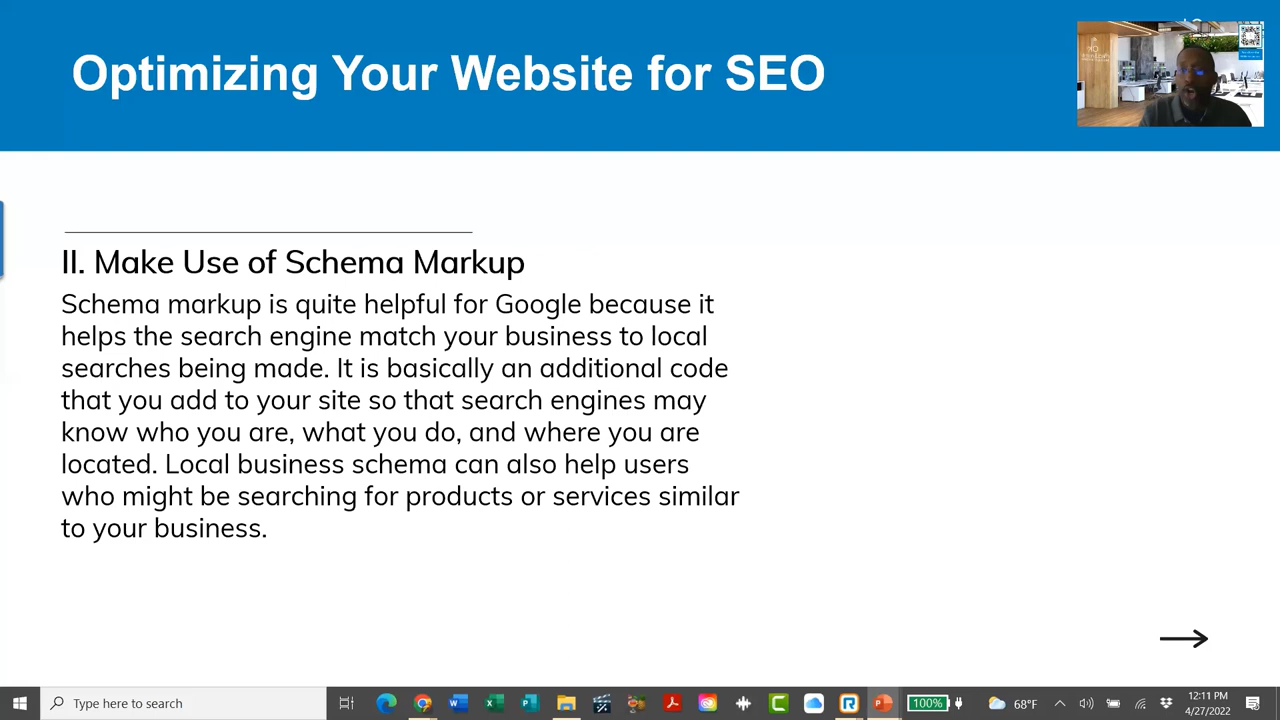 Optimizing Your Website for SEO
II. Make Use of Schema Markup
Schema markup is quite helpful for Google because it
helps the search engine match your business to local
searches being made. It is basically an additional code
that you add to your site so that search engines may
know who you are, what you do, and where you are
located. Local business schema can also help users
who might be searching for products or services similar
to your business.
Type here to search
100%
68°F
12:11 PM
4/27/2022